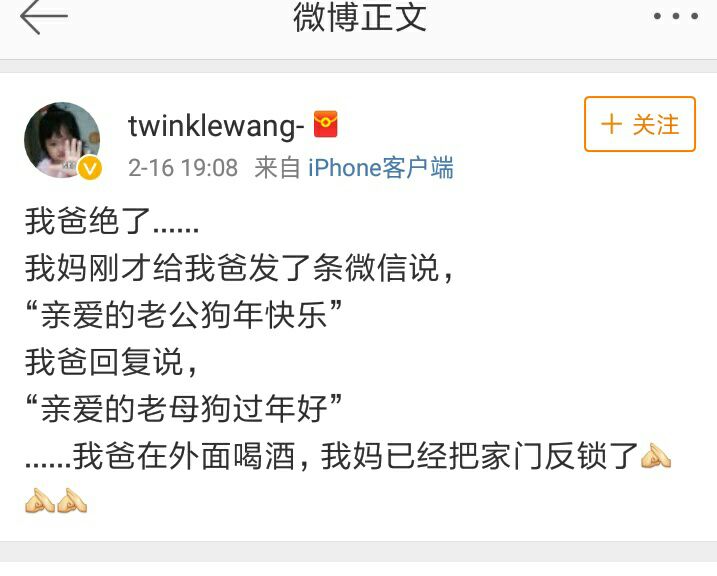 微博正文
twinklewang-
2-16 19:08 来自 iPhone客户端
+ 关注
我爸绝了......
我妈刚才给我爸发了条微信说，
“亲爱的老公狗年快乐”
我爸回复说，
“亲爱的老母狗过年好”
......我爸在外面喝酒，我妈已经把家门反锁了